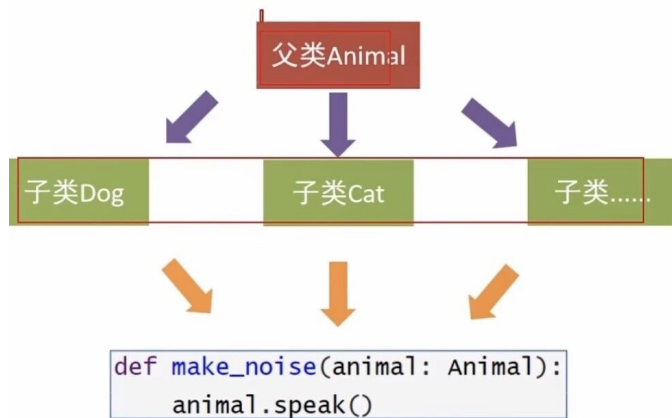 父类Animal
子类Dog
子类Cat
子类......
def make_noise(animal: Animal):
    animal.speak()